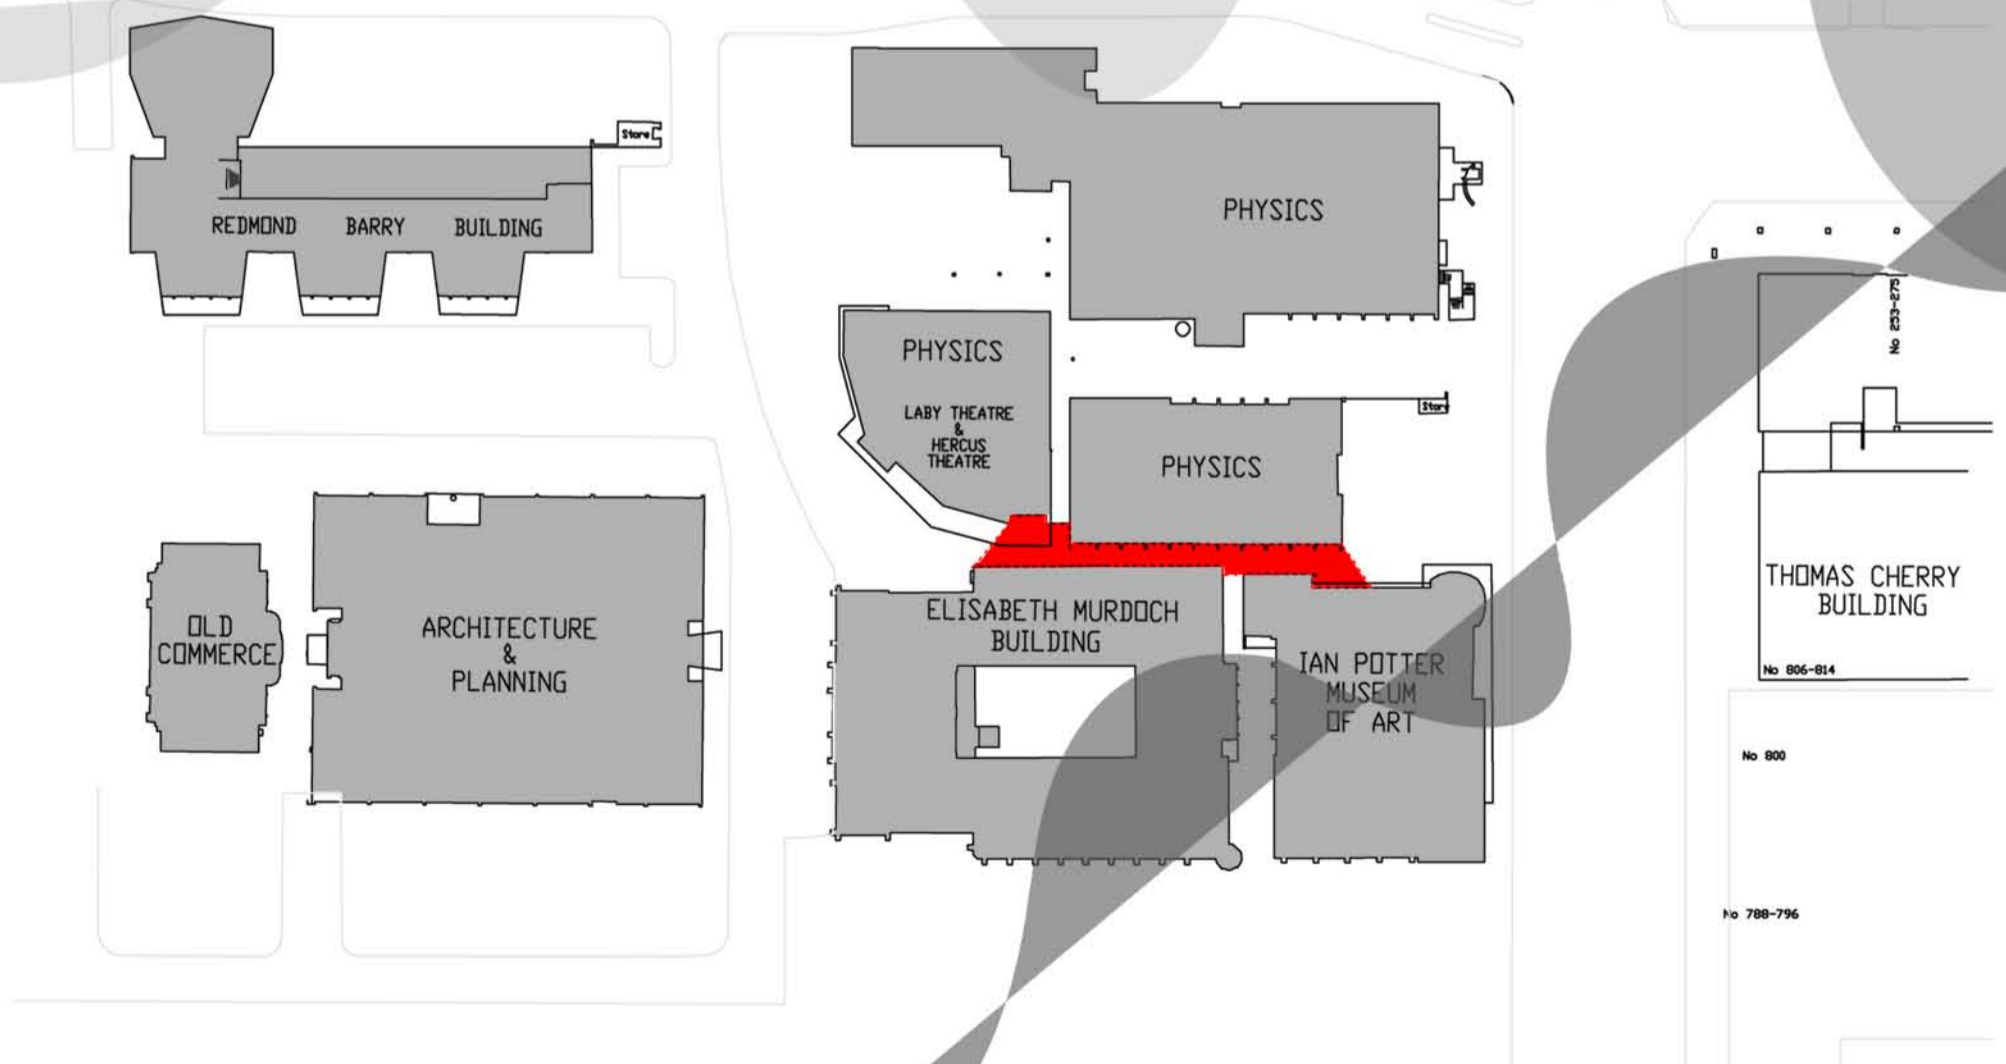 Store
REDMOND BARRY BUILDING
PHYSICS
No 253-275
PHYSICS
LABY THEATRE
&
HERCUS
THEATRE
Store
PHYSICS
THOMAS CHERRY
BUILDING
No 806-814
OLD
COMMERCE
ARCHITECTURE
&
PLANNING
ELISABETH MURDOCH
BUILDING
IAN POTTER
MUSEUM
OF ART
No 800
No 788-796